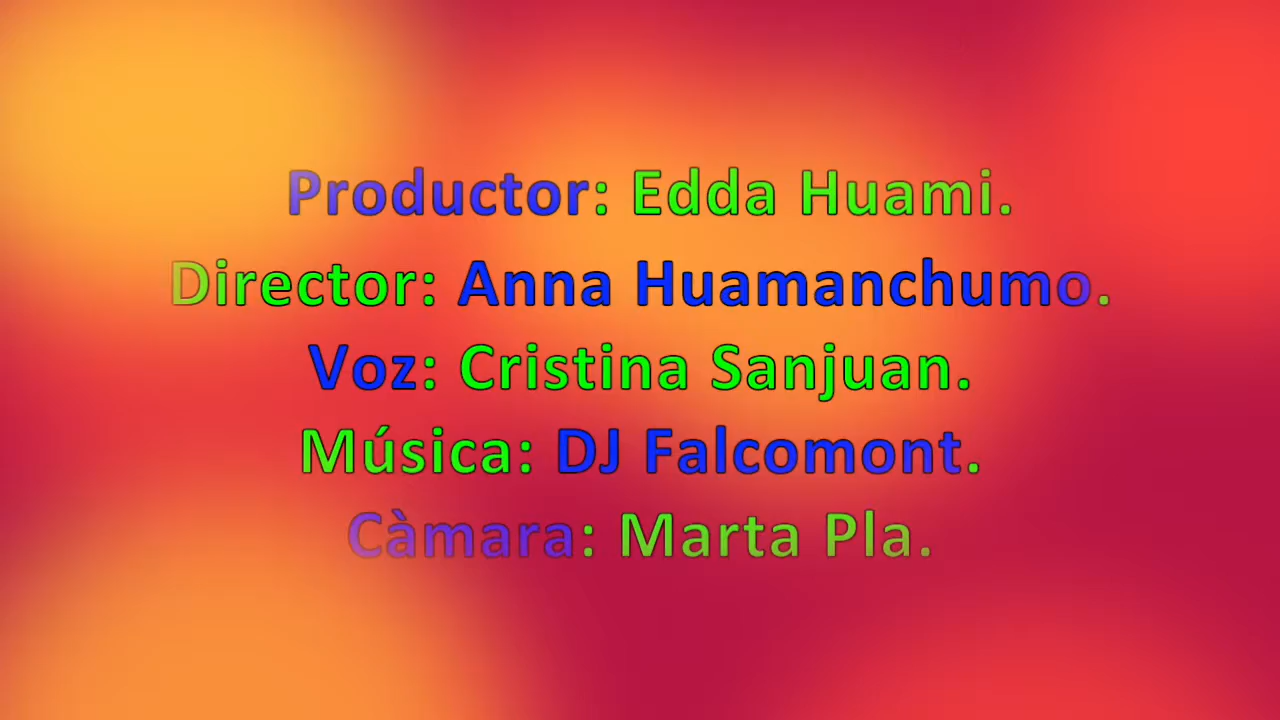 Productor: Edda Huami.
Director: Anna Huamanchumo.
Voz: Cristina Sanjuan.
Música: DJ Falcomont.
Càmara: Marta Pla.